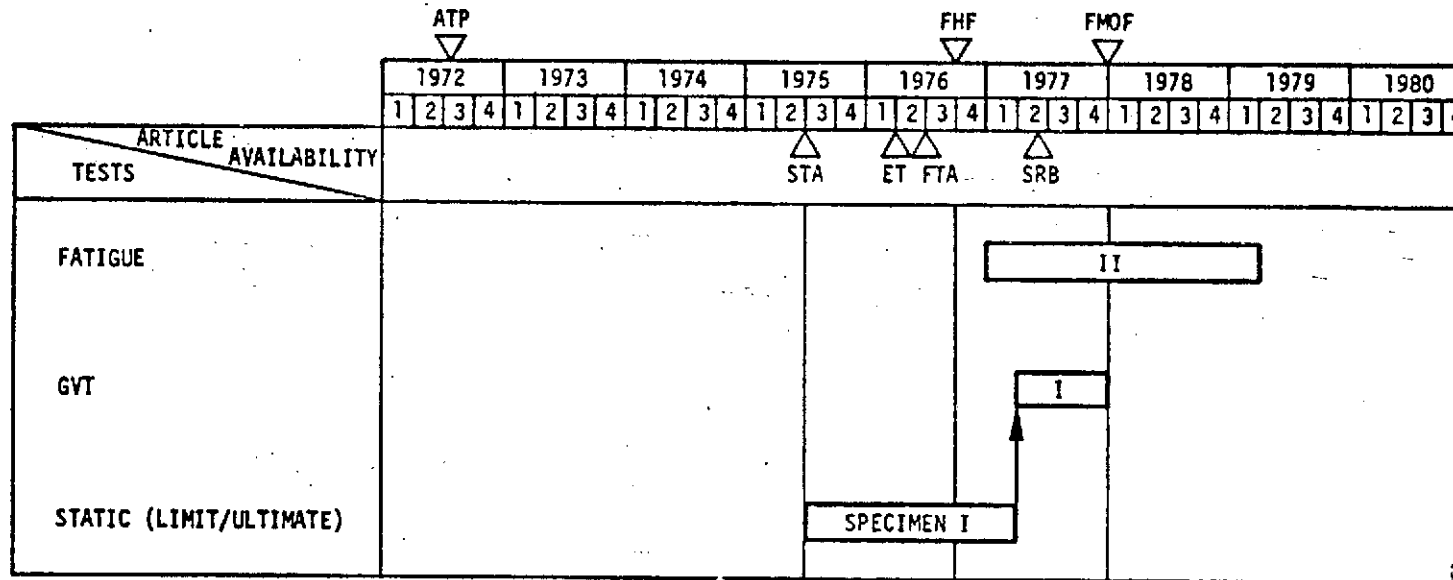 ATP FHF FMOF
1972 1973 1974 1975 1976 1977 1978 1979 1980
1 2 3 4 1 2 3 4 1 2 3 4 1 2 3 4 1 2 3 4 1 2 3 4 1 2 3 4 1 2 3 4 1 2 3 4
ARTICLE
AVAILABILITY
TESTS
STA ET FTA SRB
FATIGUE II
GVT I
STATIC (LIMIT/ULTIMATE) SPECIMEN I